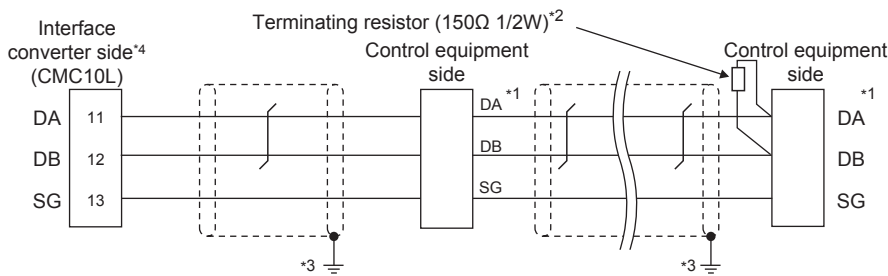 Terminating resistor (150Ω 1/2W)*2
Interface
converter side*4
(CMC10L)
Control equipment
side
Control equipment
side
*1
*1
DA 11 DA DA
DB 12 DB DB
SG 13 SG SG
*3
*3